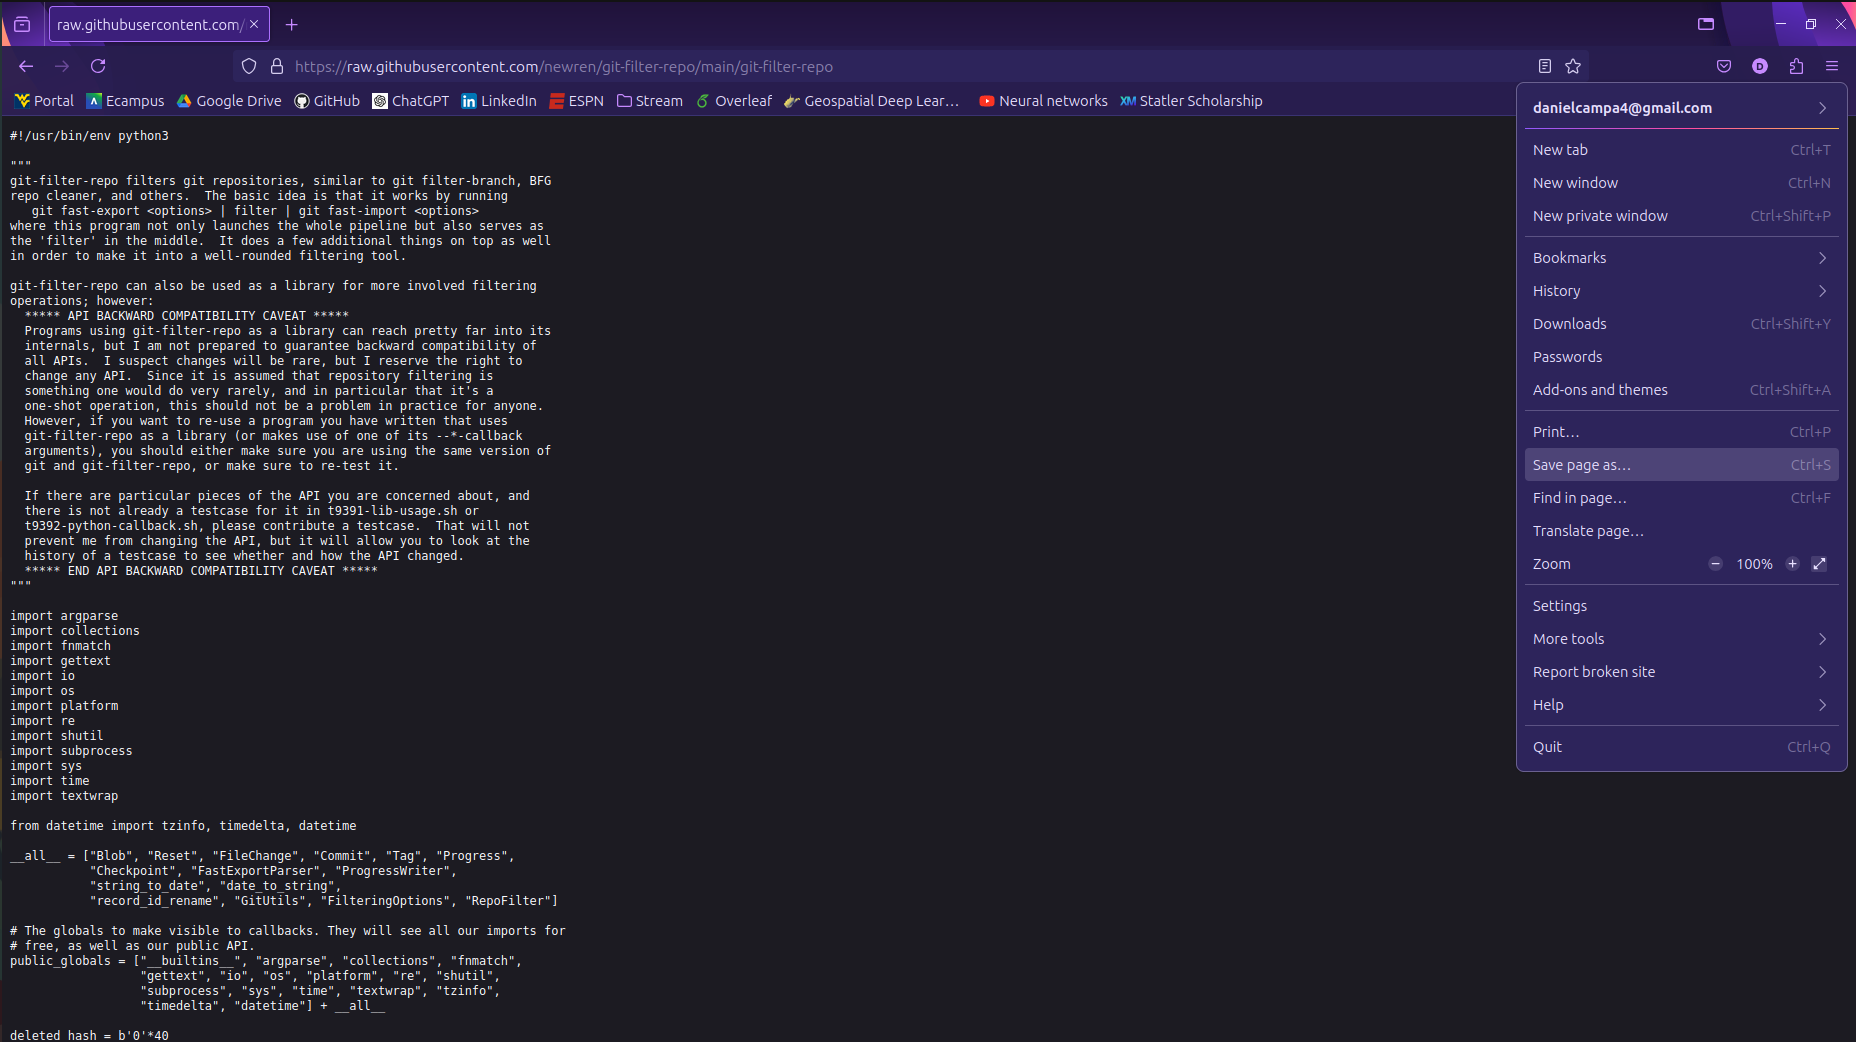 raw.githubusercontent.com/
https://raw.githubusercontent.com/newren/git-filter-repo/main/git-filter-repo
D
Portal Ecampus Google Drive GitHub ChatGPT LinkedIn ESPN Stream Overleaf Geospatial Deep Lear… Neural networks XM Statler Scholarship
#!/usr/bin/env python3
"""
git-filter-repo filters git repositories, similar to git filter-branch, BFG
repo cleaner, and others.  The basic idea is that it works by running
   git fast-export <options> | filter | git fast-import <options>
where this program not only launches the whole pipeline but also serves as
the 'filter' in the middle.  It does a few additional things on top as well
in order to make it into a well-rounded filtering tool.
git-filter-repo can also be used as a library for more involved filtering
operations; however:
  ***** API BACKWARD COMPATIBILITY CAVEAT *****
  Programs using git-filter-repo as a library can reach pretty far into its
  internals, but I am not prepared to guarantee backward compatibility of
  all APIs.  I suspect changes will be rare, but I reserve the right to
  change any API.  Since it is assumed that repository filtering is
  something one would do very rarely, and in particular that it's a
  one-shot operation, this should not be a problem in practice for anyone.
  However, if you want to re-use a program you have written that uses
  git-filter-repo as a library (or makes use of one of its --*-callback
  arguments), you should either make sure you are using the same version of
  git and git-filter-repo, or make sure to re-test it.
  If there are particular pieces of the API you are concerned about, and
  there is not already a testcase for it in t9391-lib-usage.sh or
  t9392-python-callback.sh, please contribute a testcase.  That will not
  prevent me from changing the API, but it will allow you to look at the
  history of a testcase to see whether and how the API changed.
  ***** END API BACKWARD COMPATIBILITY CAVEAT *****
"""
import argparse
import collections
import fnmatch
import gettext
import io
import os
import platform
import re
import shutil
import subprocess
import sys
import time
import textwrap
from datetime import tzinfo, timedelta, datetime
__all__ = ["Blob", "Reset", "FileChange", "Commit", "Tag", "Progress",
           "Checkpoint", "FastExportParser", "ProgressWriter",
           "string_to_date", "date_to_string",
           "record_id_rename", "GitUtils", "FilteringOptions", "RepoFilter"]
# The globals to make visible to callbacks. They will see all our imports for
# free, as well as our public API.
public_globals = ["__builtins__", "argparse", "collections", "fnmatch",
                  "gettext", "io", "os", "platform", "re", "shutil",
                  "subprocess", "sys", "time", "textwrap", "tzinfo",
                  "timedelta", "datetime"] + __all__
deleted_hash = b'0'*40
danielcampa4@gmail.com
New tab Ctrl+T
New window Ctrl+N
New private window Ctrl+Shift+P
Bookmarks
History
Downloads Ctrl+Shift+Y
Passwords
Add-ons and themes Ctrl+Shift+A
Print… Ctrl+P
Save page as… Ctrl+S
Find in page… Ctrl+F
Translate page…
Zoom 100%
Settings
More tools
Report broken site
Help
Quit Ctrl+Q